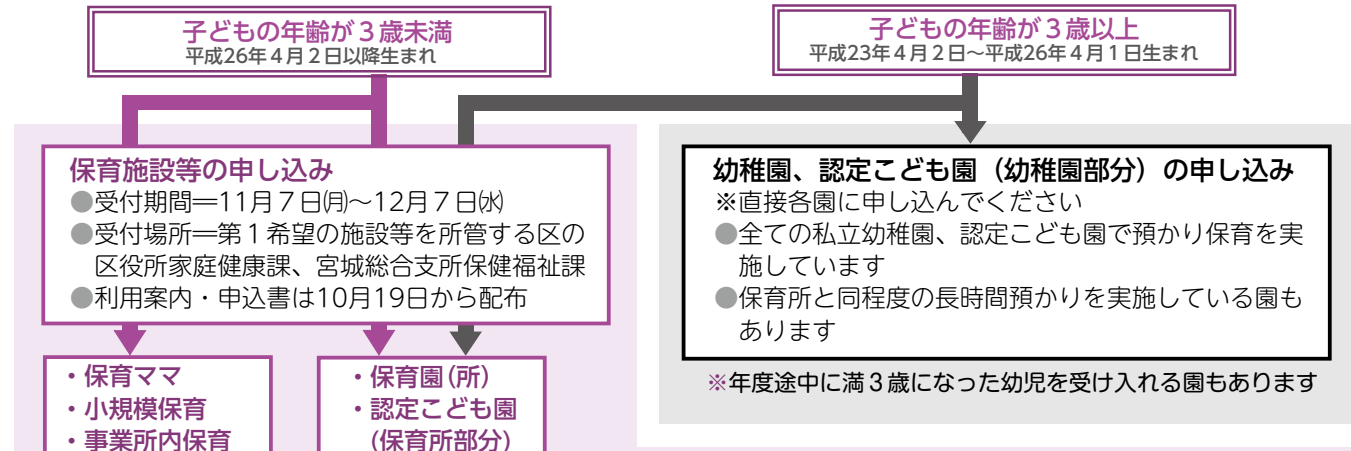 子どもの年齢が３歳未満
平成26年４月２日以降生まれ
子どもの年齢が３歳以上
平成23年４月２日～平成26年４月１日生まれ
保育施設等の申し込み
●受付期間＝11月７日㈪～12月７日㈬
●受付場所＝第１希望の施設等を所管する区の
区役所家庭健康課、宮城総合支所保健福祉課
●利用案内・申込書は10月19日から配布
・保育ママ
・小規模保育
・事業所内保育
・保育園（所）
・認定こども園
（保育所部分）
幼稚園、認定こども園（幼稚園部分）の申し込み
※直接各園に申し込んでください
●全ての私立幼稚園、認定こども園で預かり保育を実
施しています
●保育所と同程度の長時間預かりを実施している園も
あります
※年度途中に満３歳になった幼児を受け入れる園もあります